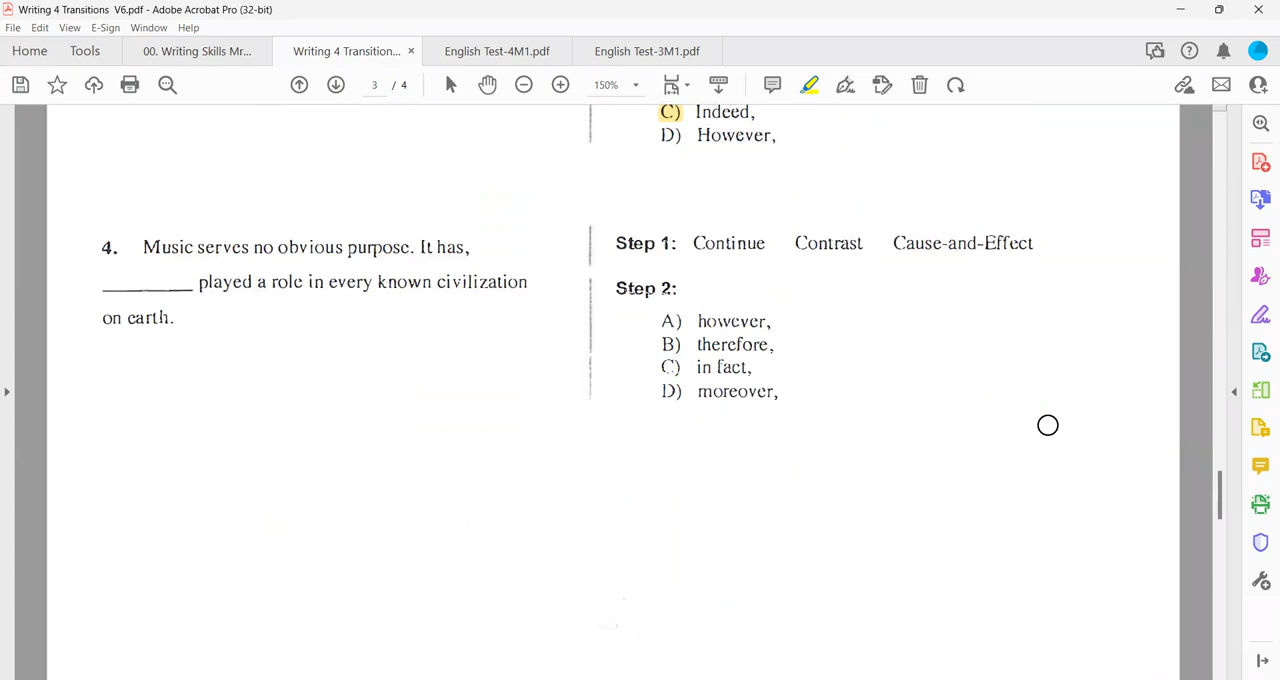 Writing 4 Transitions V6.pdf - Adobe Acrobat Pro (32-bit)
File Edit View E-Sign Window Help
Home Tools 00. Writing Skills Mr... Writing 4 Transition... × English Test-4M1.pdf English Test-3M1.pdf
3 / 4 150%
C) Indeed,
D) However,
4. Music serves no obvious purpose. It has,
________ played a role in every known civilization
on earth.
Step 1: Continue Contrast Cause-and-Effect
Step 2:
A) however,
B) therefore,
C) in fact,
D) moreover,